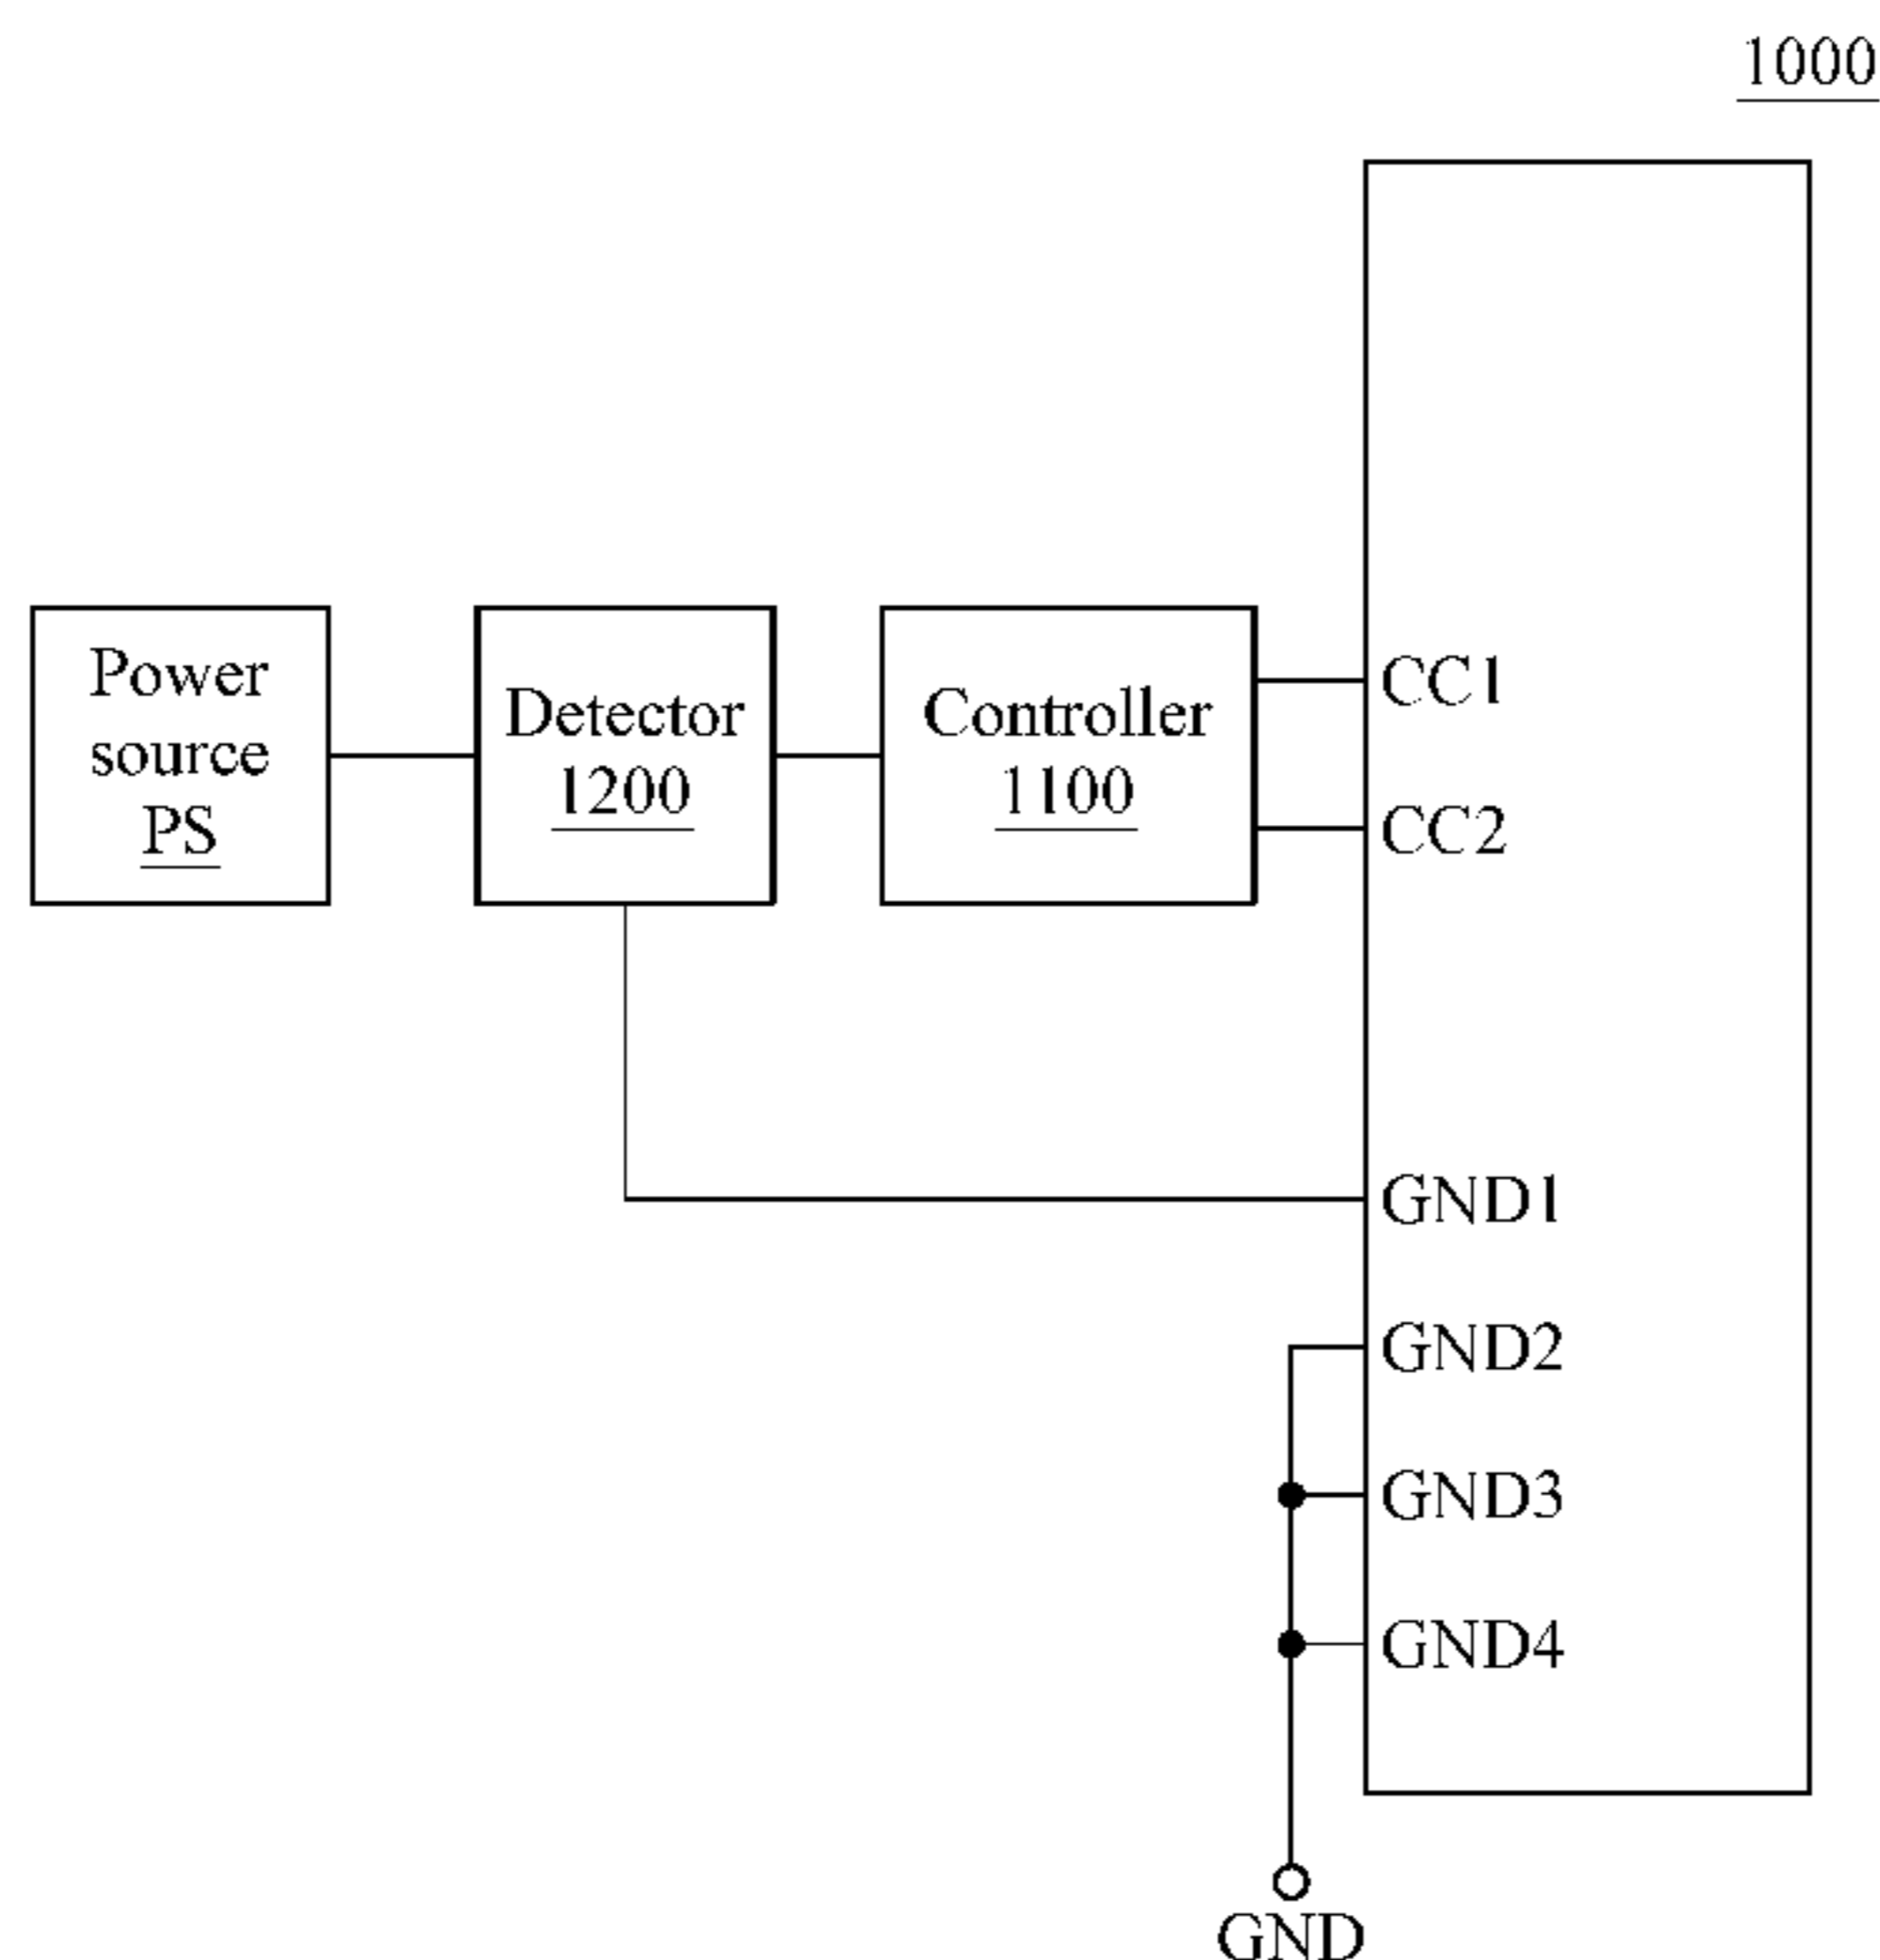 1000
Power
source
PS
Detector
1200
Controller
1100
CC1
CC2
GND1
GND2
GND3
GND4
GND